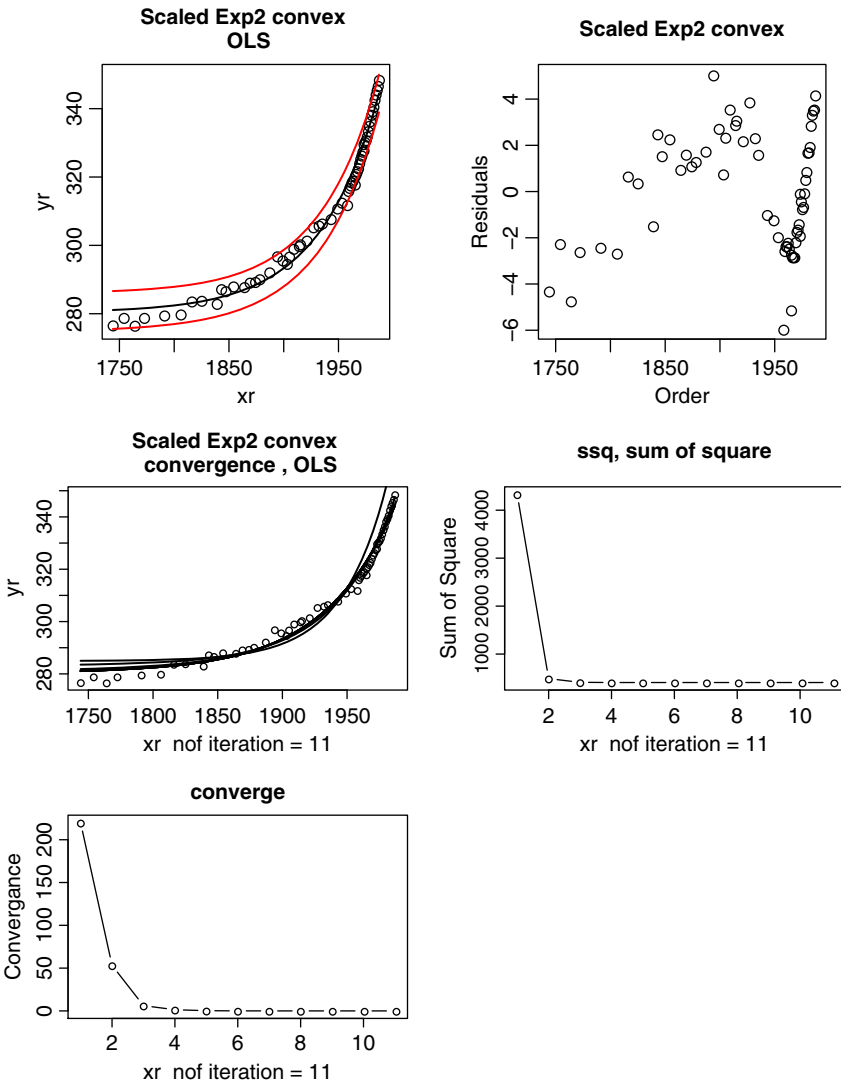 Scaled Exp2 convex
OLS
yr
280 300 320 340
1750 1850 1950
xr
Scaled Exp2 convex
Residuals
−6 −4 −2 0 2 4
1750 1850 1950
Order
Scaled Exp2 convex
convergence , OLS
yr
280 300 320 340
1750 1800 1850 1900 1950
xr nof iteration = 11
ssq, sum of square
Sum of Square
1000 2000 3000 4000
2 4 6 8 10
xr nof iteration = 11
converge
Convergance
0 50 100 150 200
2 4 6 8 10
xr nof iteration = 11